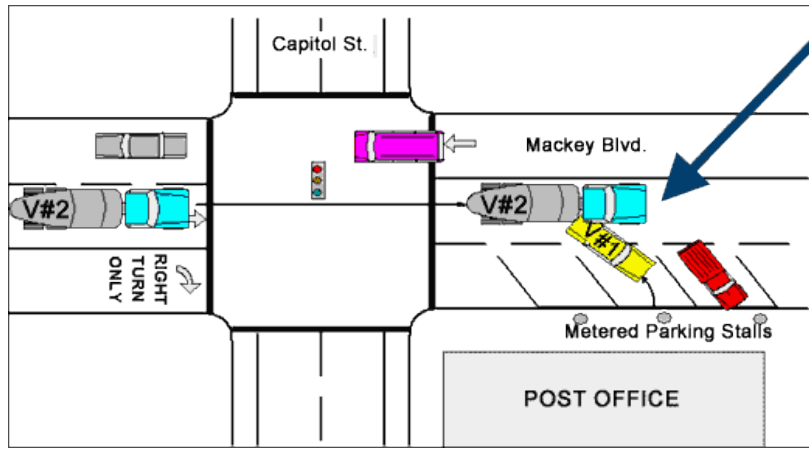 Capitol St.
Mackey Blvd.
V#2
V#2
V#1
RIGHT
TURN
ONLY
Metered Parking Stalls
POST OFFICE